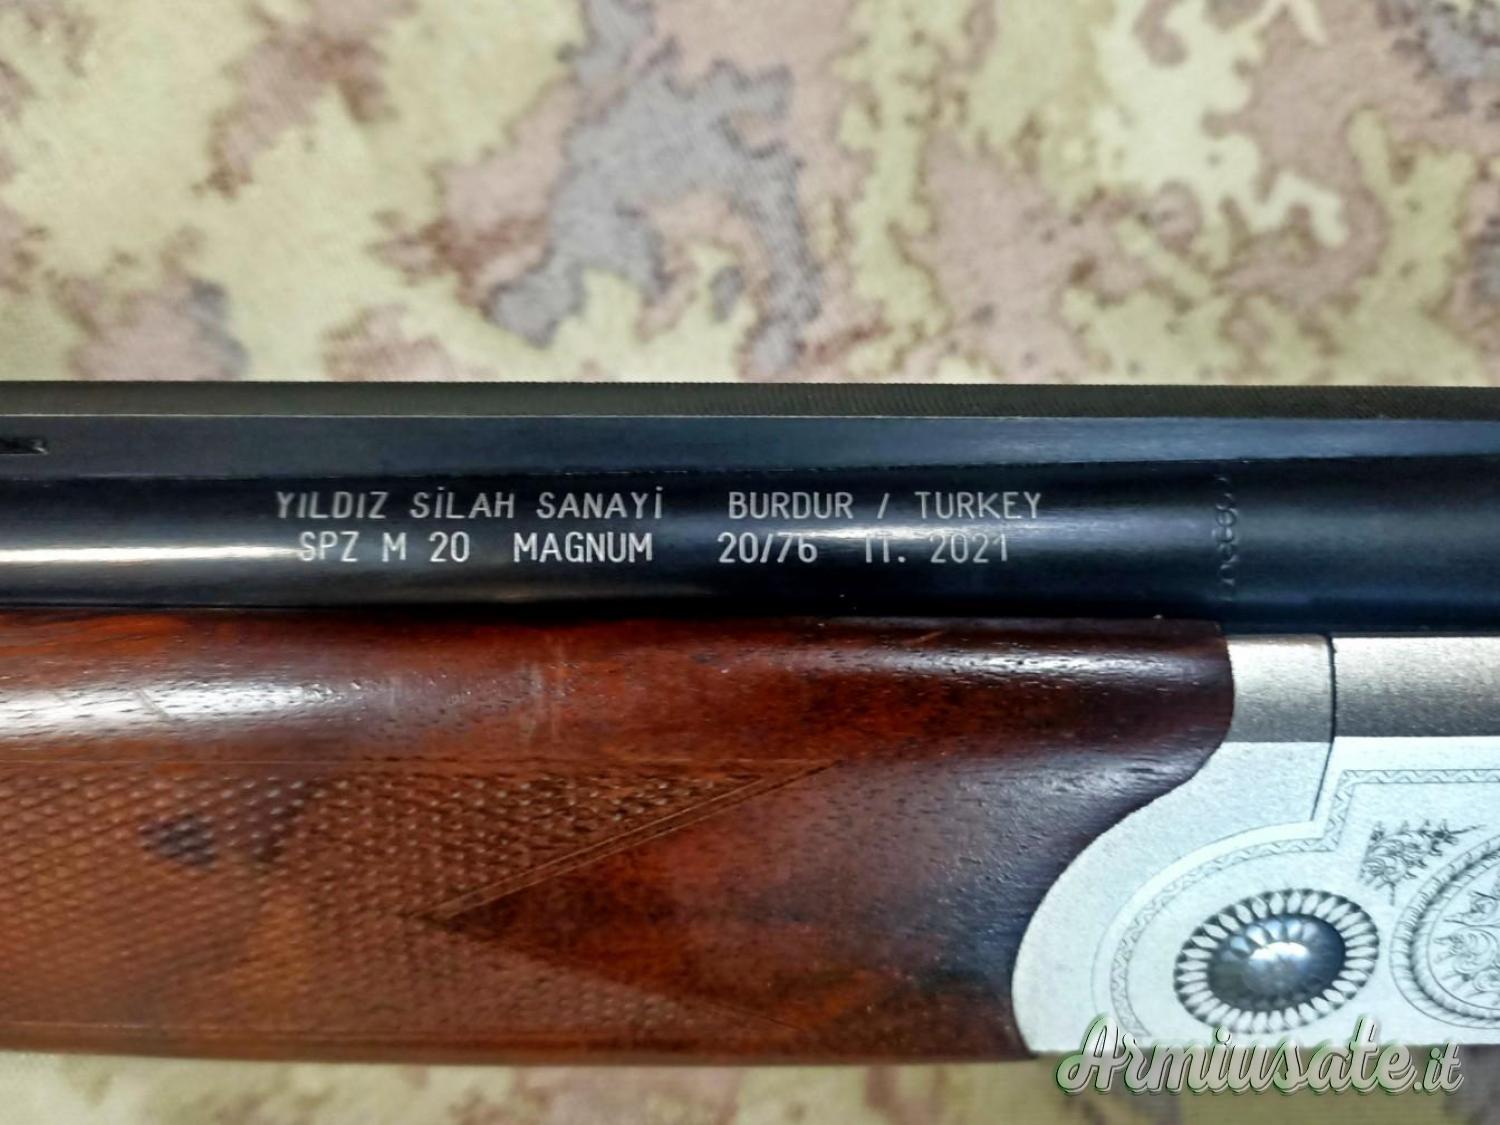 YILDIZ SİLAH SANAYİ BURDUR / TURKEY
SPZ M 20 MAGNUM 20/76 IT. 2021
Armiusate.it